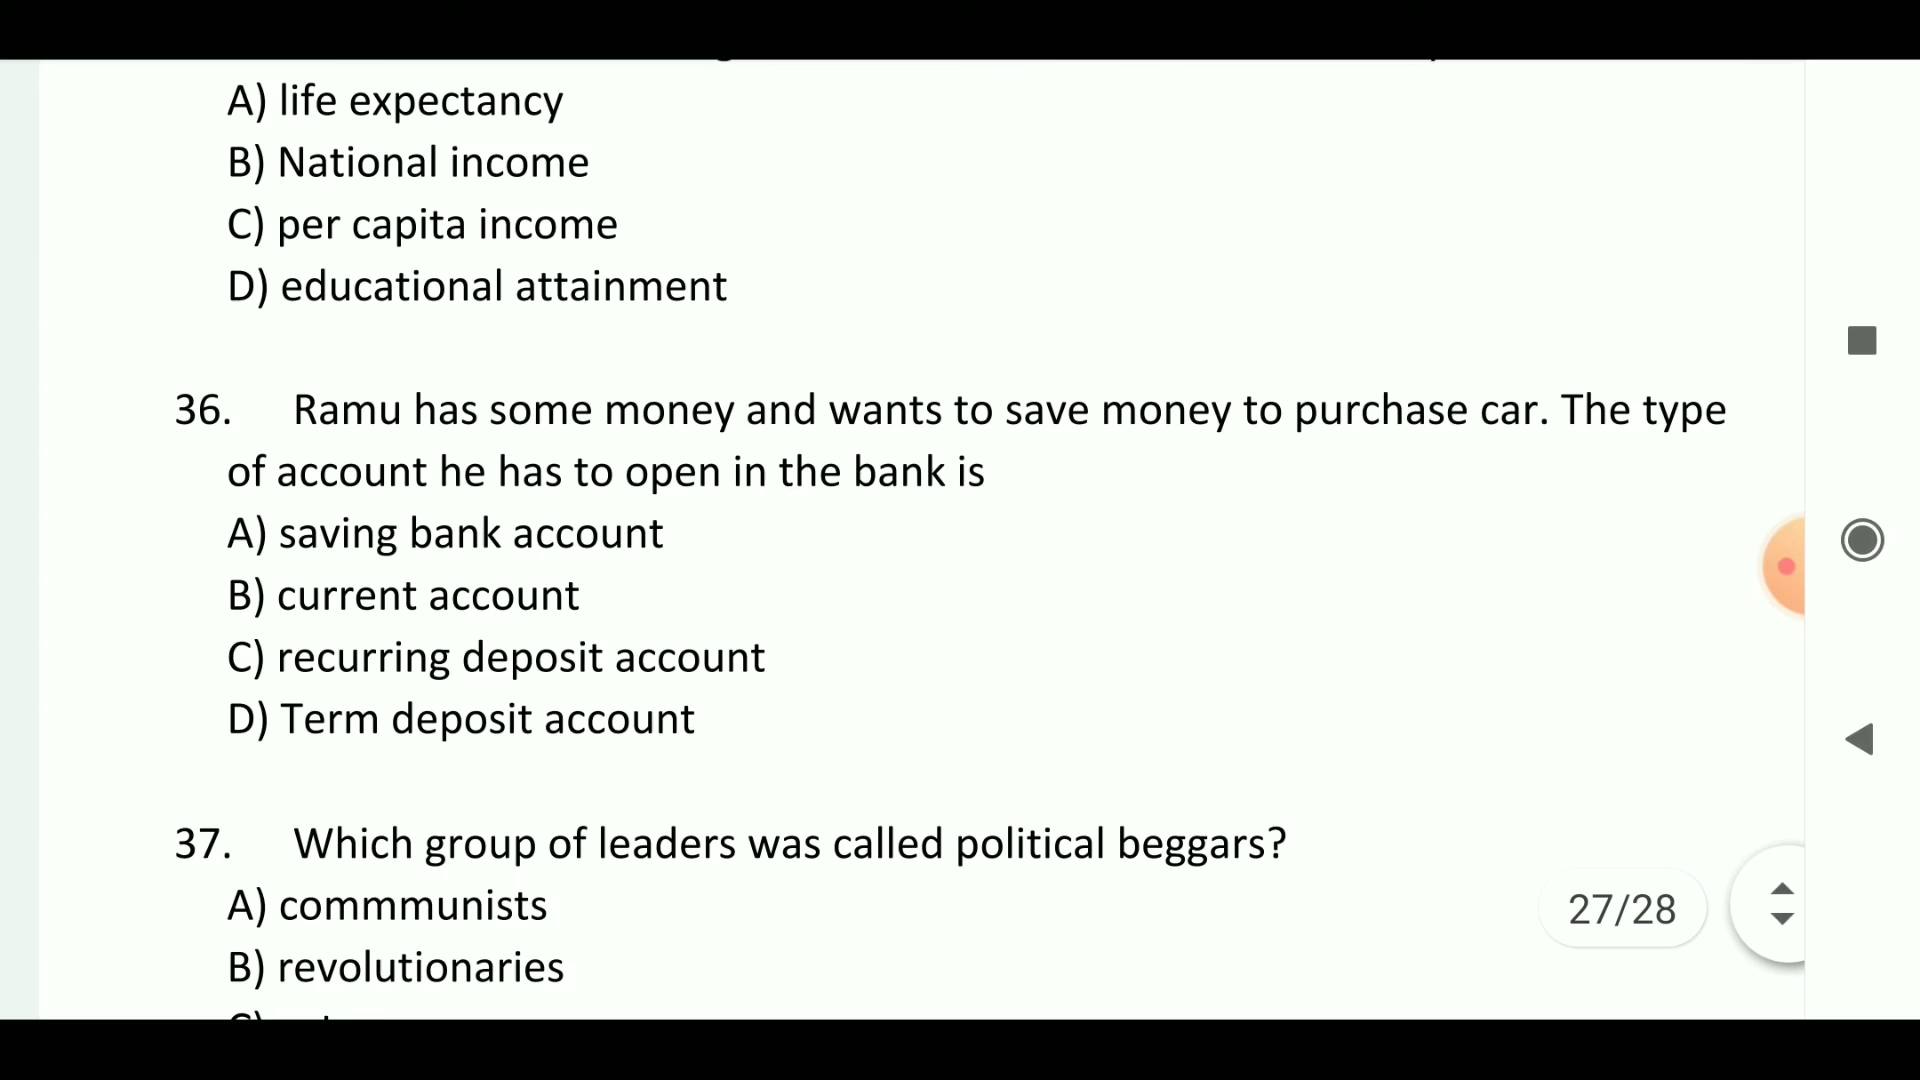 A) life expectancy
B) National income
C) per capita income
D) educational attainment
36. Ramu has some money and wants to save money to purchase car. The type
of account he has to open in the bank is
A) saving bank account
B) current account
C) recurring deposit account
D) Term deposit account
37. Which group of leaders was called political beggars?
A) commmunists
B) revolutionaries
27/28